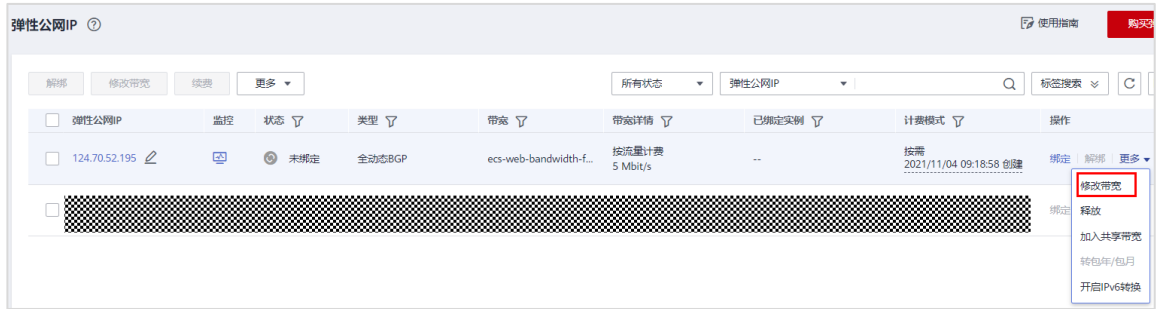 弹性公网IP
使用指南
购买弹
解绑 修改带宽 续费 更多 所有状态 弹性公网IP 标签搜索
弹性公网IP 监控 状态 类型 带宽 带宽详情 已绑定实例 计费模式 操作
124.70.52.195 未绑定 全动态BGP ecs-web-bandwidth-f... 按流量计费 -- 按需 绑定 解绑 更多
5 Mbit/s 2021/11/04 09:18:58 创建
修改带宽
绑定 释放
加入共享带宽
转包年/包月
开启IPv6转换